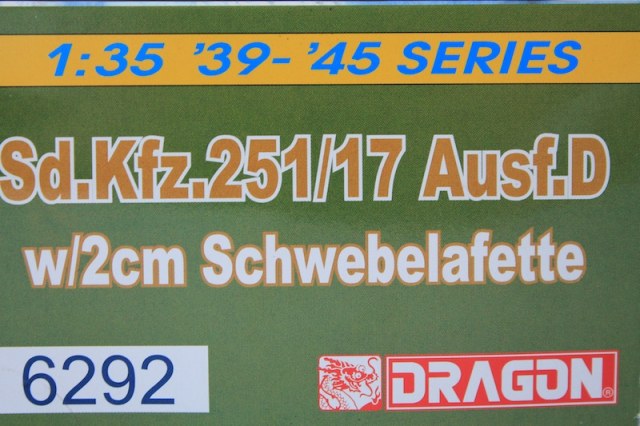 1:35 '39-'45 SERIES
Sd.Kfz.251/17 Ausf.D
w/2cm Schwebelafette
6292
DRAGON®